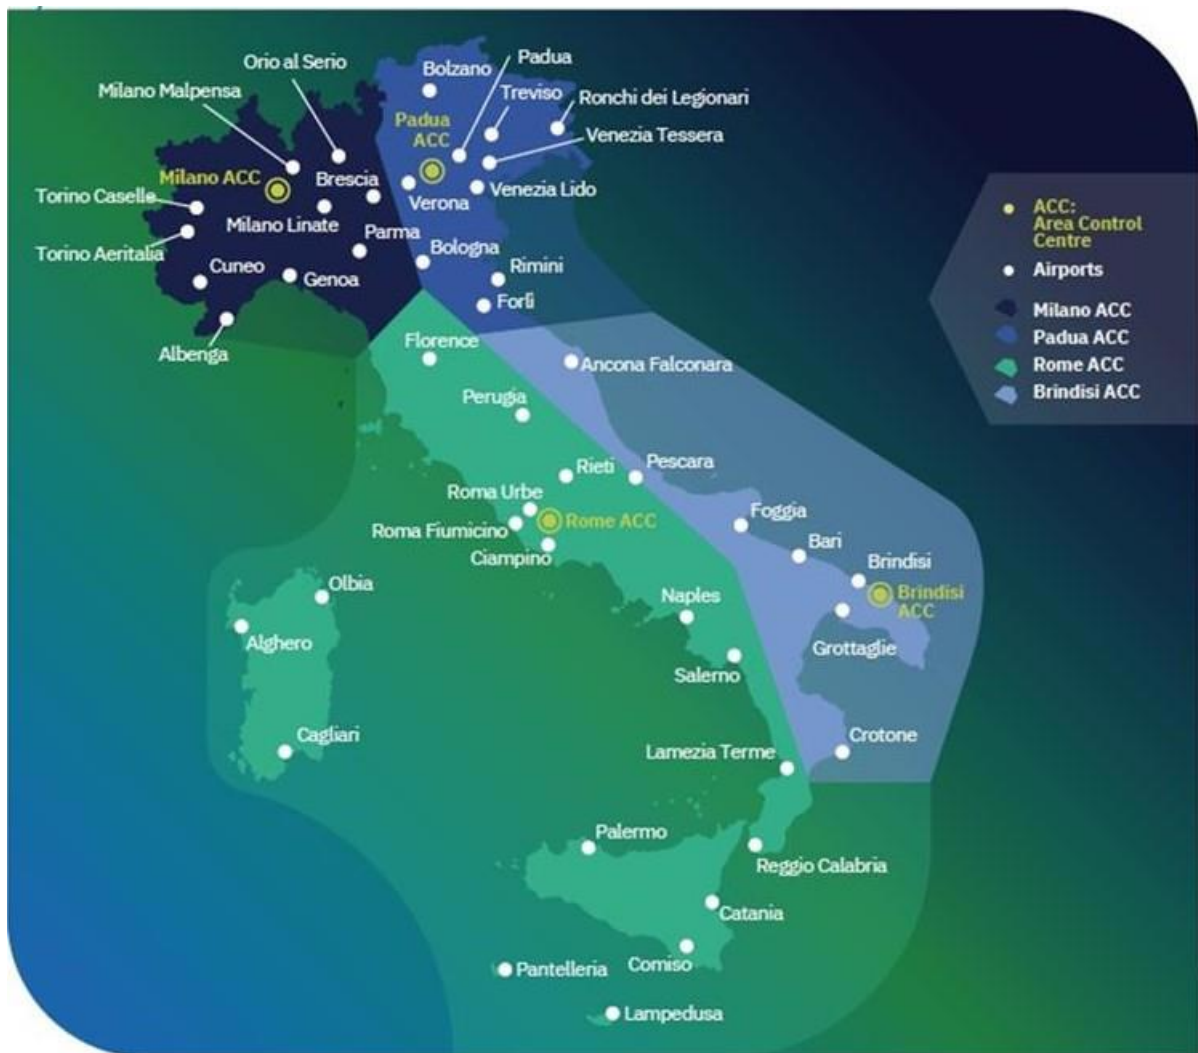 Orio al Serio
Padua
Bolzano
Milano Malpensa
Treviso
Ronchi dei Legionari
Padua
ACC
Venezia Tessera
Milano ACC
Brescia
Torino Caselle
Verona
Venezia Lido
Milano Linate
Parma
Torino Aeritalia
Bologna
Cuneo
Genoa
Rimini
Forlì
Albenga
Florence
Ancona Falconara
Perugia
Rieti
Pescara
Roma Urbe
Roma Fiumicino
Rome ACC
Ciampino
Foggia
Bari
Brindisi
Brindisi
ACC
Olbia
Naples
Alghero
Grottaglie
Salerno
Cagliari
Crotone
Lamezia Terme
Palermo
Reggio Calabria
Catania
Comiso
Pantelleria
Lampedusa
ACC:
Area Control
Centre
Airports
Milano ACC
Padua ACC
Rome ACC
Brindisi ACC